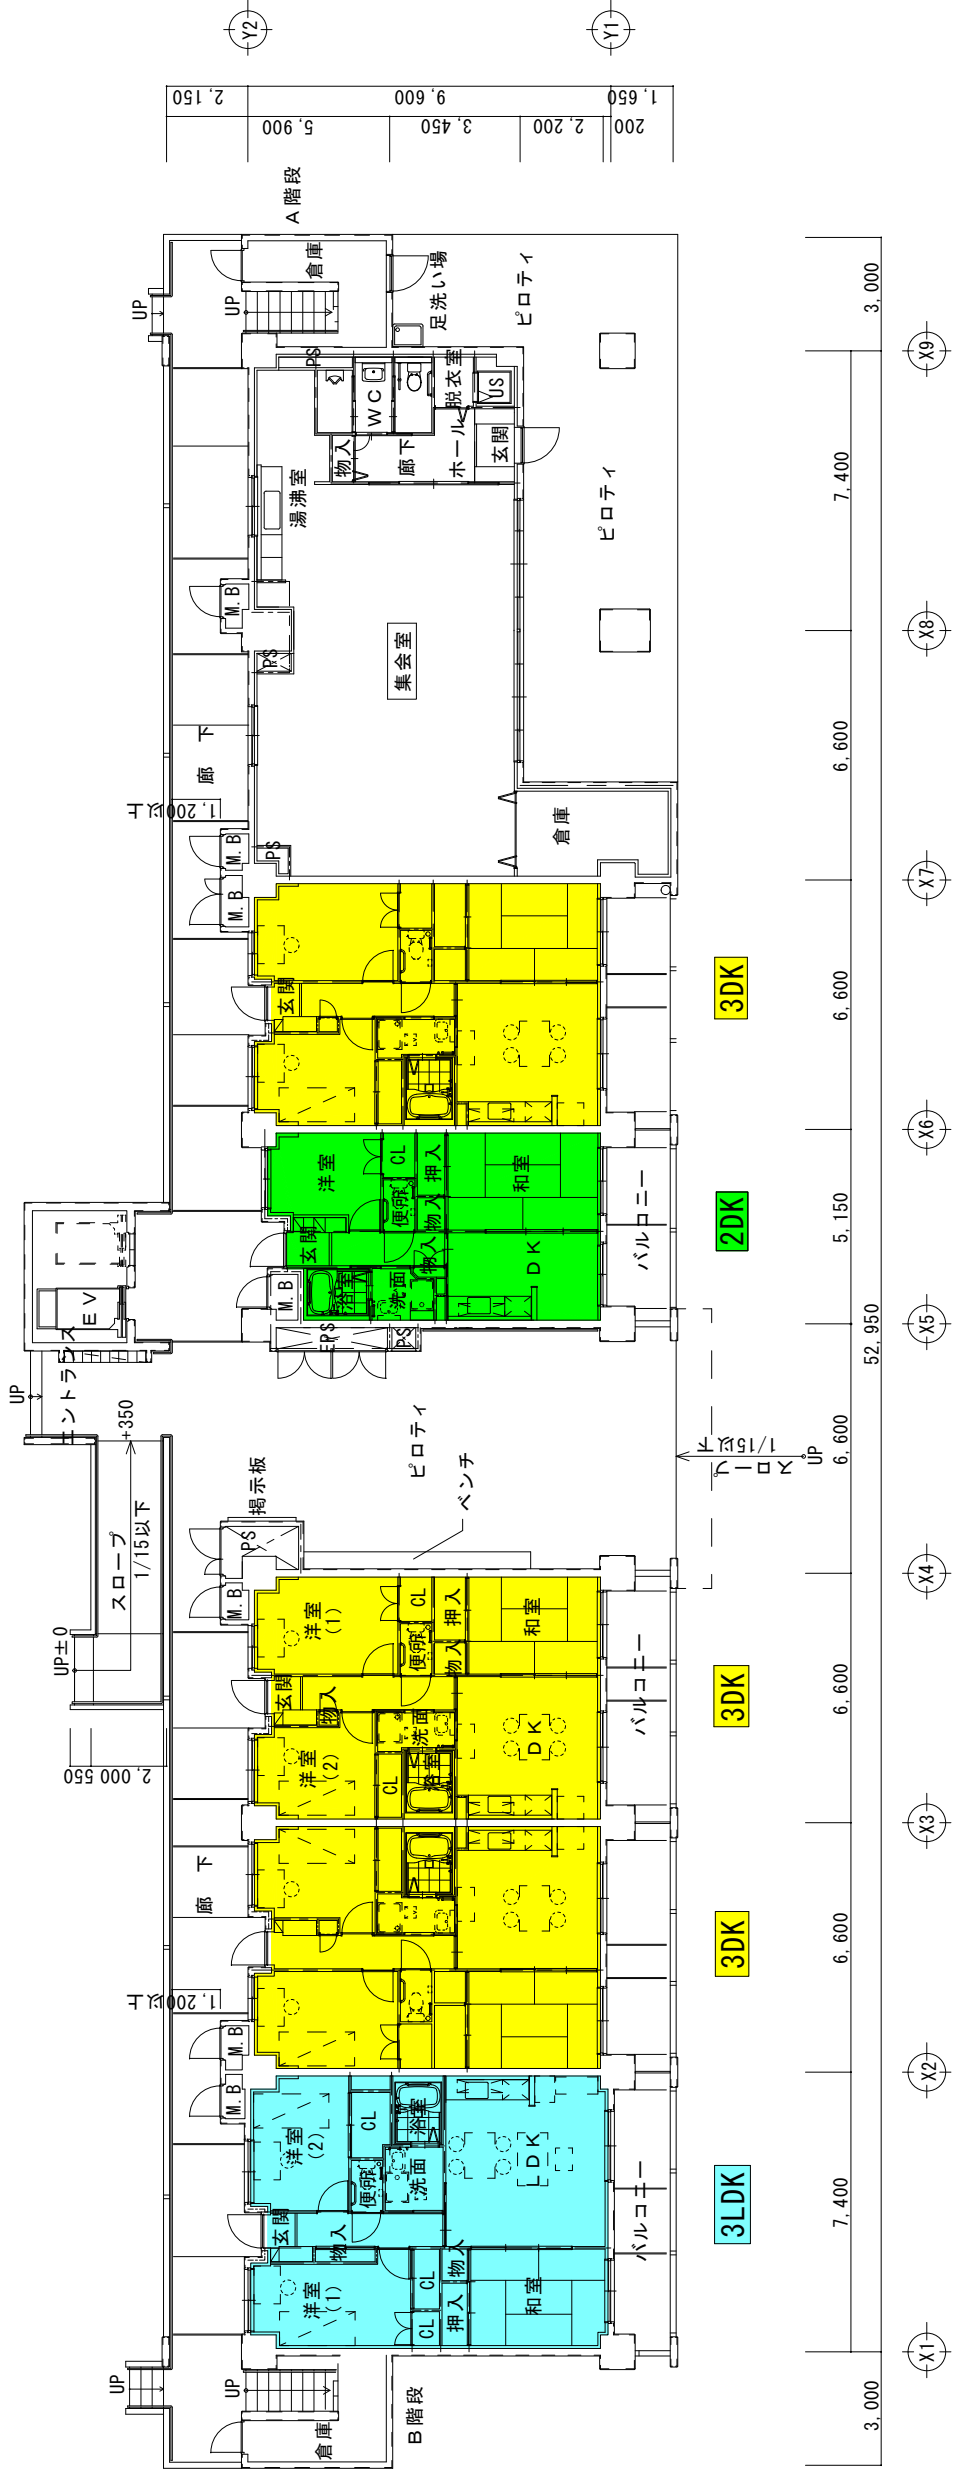 Y2
Y1
2,150
9,600
1,650
5,900
3,450
2,200
200
A階段
倉庫
UP
UP
足洗い場
ピロティ
3,000
X9
PS
WC
脱衣室
US
物入
廊下
ホール
玄関
湯沸室
ピロティ
7,400
M.B
PS
集会室
X8
廊下
1,200以上
6,600
倉庫
M.B
PS
M.B
X7
玄関
3DK
6,600
X6
洋室
CL
押入
和室
便所
物入
玄関
物入
DK
浴室
洗面
M.B
EPS
PS
バルコニー
2DK
5,150
EV
エントランス
UP
X5
52,950
+350
スロープ
1/15以下
UP±0
ピロティ
ベンチ
掲示板
PS
スロープ
1/15以下
UP
6,600
X4
M.B
洋室
(1)
CL
押入
和室
便所
物入
玄関
物入
洋室
(2)
洗面
浴室
CL
DK
バルコニー
3DK
6,600
2,000
550
X3
廊下
1,200以上
3DK
6,600
M.B
X2
M.B
洋室
(2)
CL
浴室
便所
洗面
LDK
玄関
物入
洋室
(1)
CL
CL
物入
押入
和室
バルコニー
3LDK
7,400
X1
UP
UP
倉庫
B階段
3,000